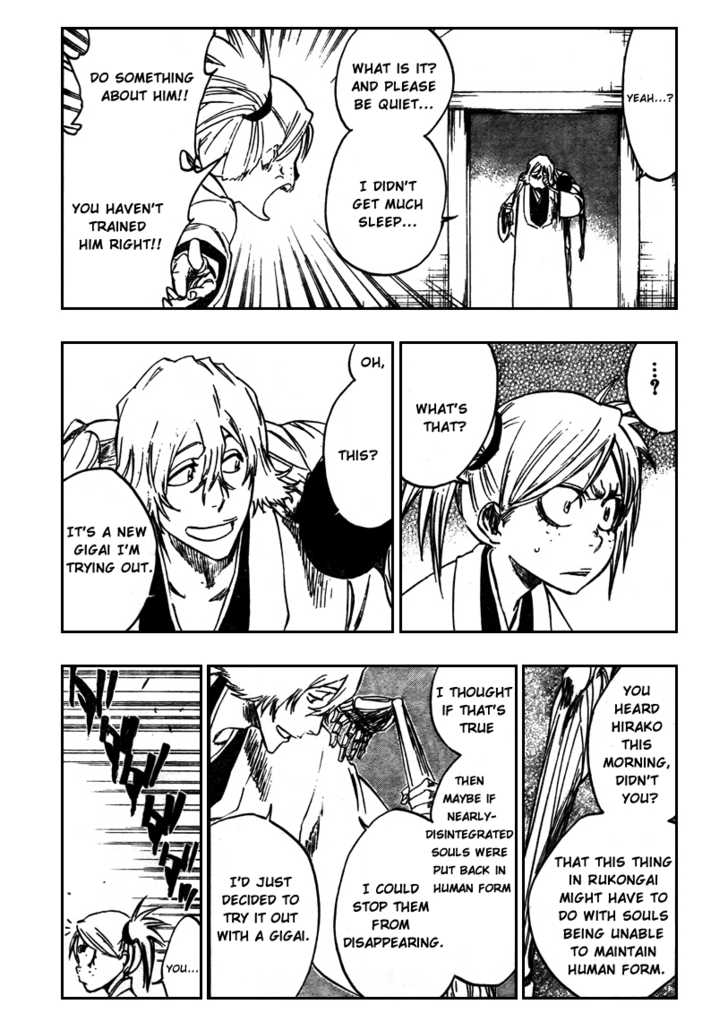 YEAH...?
WHAT IS IT?
AND PLEASE
BE QUIET...
I DIDN'T
GET MUCH
SLEEP...
DO SOMETHING
ABOUT HIM!!
YOU HAVEN'T
TRAINED
HIM RIGHT!!
...?
WHAT'S
THAT?
OH,
THIS?
IT'S A NEW
GIGAI I'M
TRYING OUT.
YOU
HEARD
HIRAKO
THIS
MORNING,
DIDN'T
YOU?
THAT THIS THING
IN RUKONGAI
MIGHT HAVE TO
DO WITH SOULS
BEING UNABLE
TO MAINTAIN
HUMAN FORM.
I THOUGHT
IF THAT'S
TRUE
THEN
MAYBE IF
NEARLY-
DISINTEGRATED
SOULS WERE
PUT BACK IN
HUMAN FORM
I COULD
STOP THEM
FROM
DISAPPEARING.
I'D JUST
DECIDED TO
TRY IT OUT
WITH A GIGAI.
YOU...